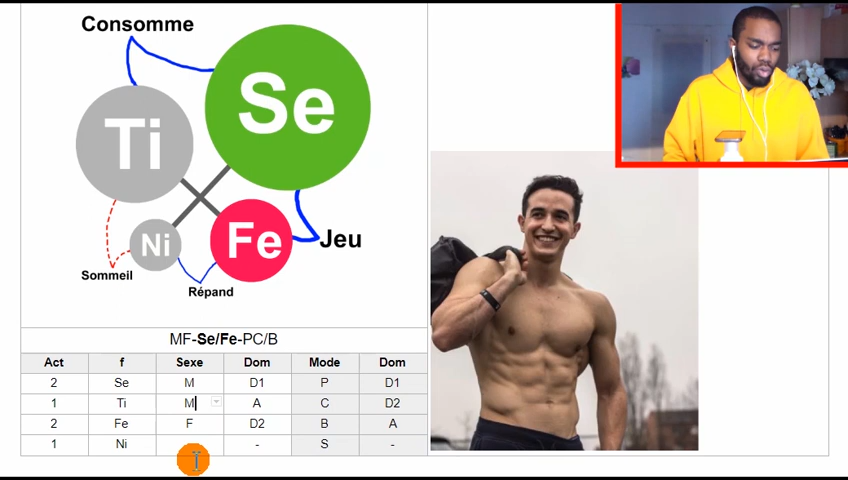 Consomme
Se
Ti
Ni
Fe
Jeu
Sommeil
Répand
MF-Se/Fe-PC/B
Act f Sexe Dom Mode Dom
2 Se M D1 P D1
1 Ti M A C D2
2 Fe F D2 B A
1 Ni - S -